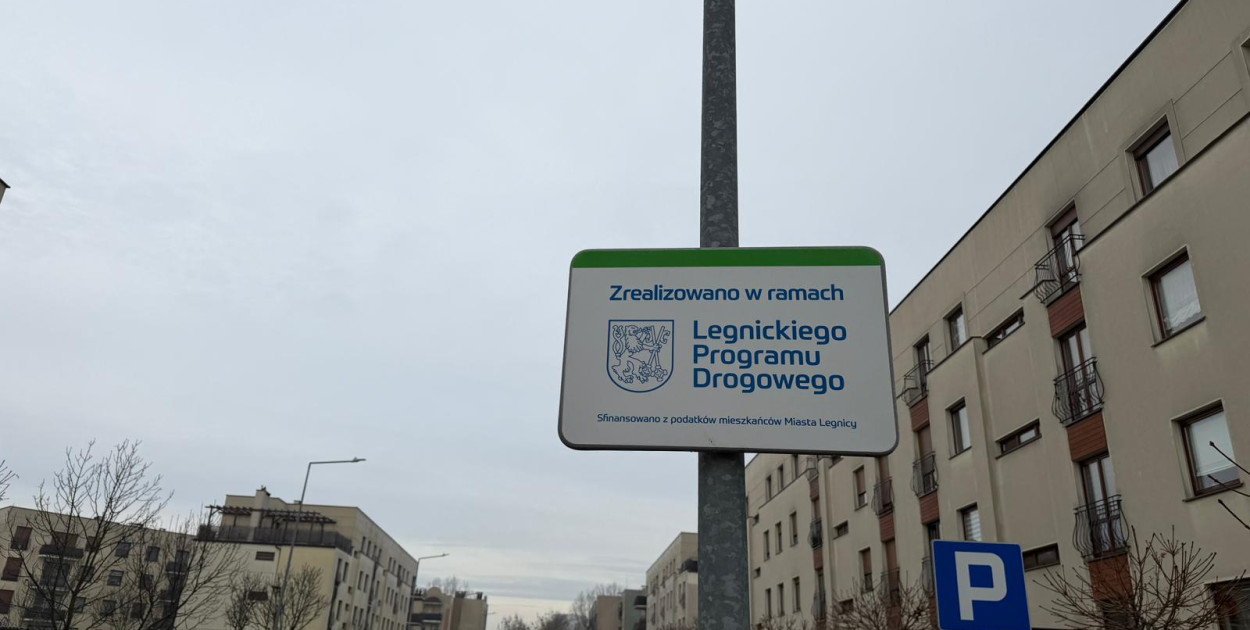 Zrealizowano w ramach
Legnickiego
Programu
Drogowego
Sfinansowano z podatków mieszkańców Miasta Legnicy
P